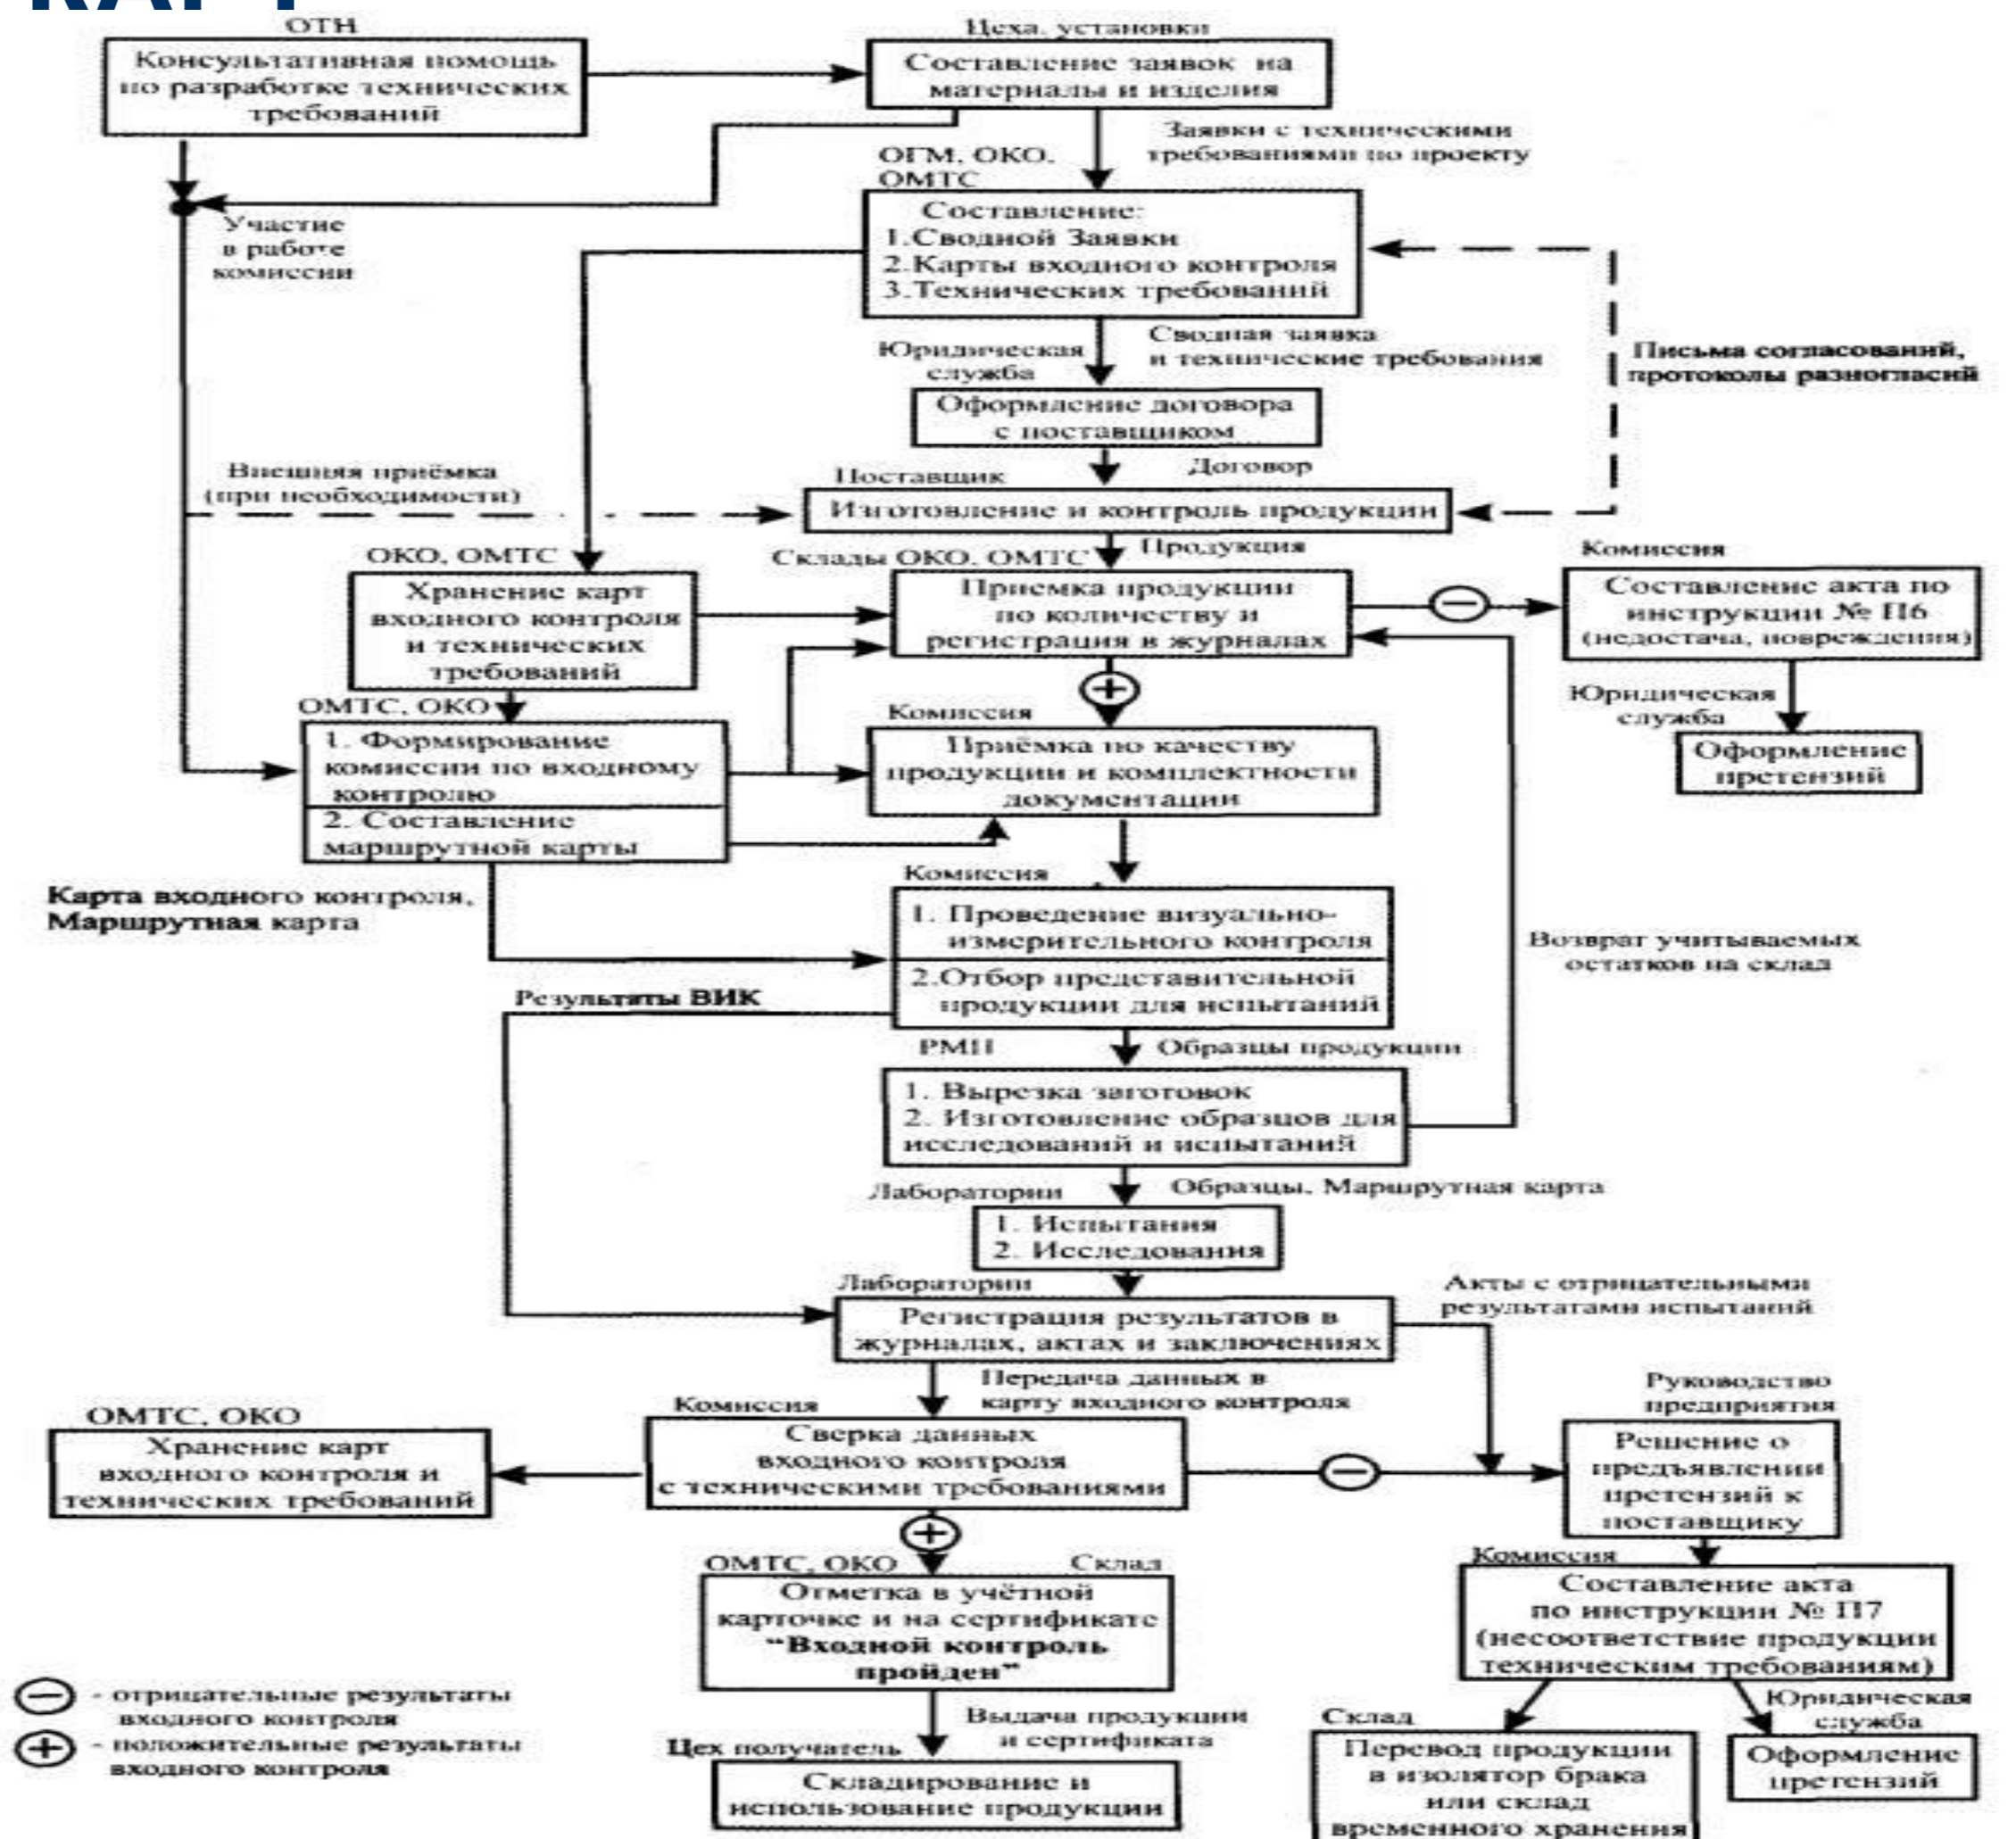 ОТН
Консультативная помощь
по разработке технических
требований
Цеха, установки
Составление заявок на
материалы и изделия
Заявки с техническими
требованиями по проекту
Участие
в работе
комиссии
ОГМ, ОКО,
ОМТС
Составление:
1.Сводной Заявки
2.Карты входного контроля
3.Технических требований
Сводная заявка
и технические требования
Юридическая
служба
Письма согласований,
протоколы разногласий
Оформление договора
с поставщиком
Договор
Внешняя приёмка
(при необходимости)
Поставщик
Изготовление и контроль продукции
Продукция
ОКО, ОМТС
Хранение карт
входного контроля
и технических
требований
Склады ОКО, ОМТС
Приемка продукции
по количеству и
регистрация в журналах
Комиссия
Составление акта по
инструкции № П6
(недостача, повреждения)
Юридическая
служба
Оформление
претензий
ОМТС, ОКО
1. Формирование
комиссии по входному
контролю
2. Составление
маршрутной карты
Комиссия
Приёмка по качеству
продукции и комплектности
документации
Карта входного контроля,
Маршрутная карта
Комиссия
1. Проведение визуально-
измерительного контроля
2.Отбор представительной
продукции для испытаний
Возврат учитываемых
остатков на склад
Результаты ВИК
РМП
Образцы продукции
1. Вырезка заготовок
2. Изготовление образцов для
исследований и испытаний
Лаборатории
Образцы, Маршрутная карта
1. Испытания
2. Исследования
Лаборатории
Регистрация результатов в
журналах, актах и заключениях
Акты с отрицательными
результатами испытаний
Передача данных в
карту входного контроля
ОМТС, ОКО
Хранение карт
входного контроля и
технических требований
Комиссия
Сверка данных
входного контроля
с техническими требованиями
Руководство
предприятия
Решение о
предъявлении
претензий к
поставщику
ОМТС, ОКО
Склад
Отметка в учётной
карточке и на сертификате
“Входной контроль
пройден”
Комиссия
Составление акта
по инструкции № П7
(несоответствие продукции
техническим требованиям)
- отрицательные результаты
входного контроля
- положительные результаты
входного контроля
Выдача продукции
и сертификата
Цех получатель
Складирование и
использование продукции
Склад
Перевод продукции
в изолятор брака
или склад
временного хранения
Юридическая
служба
Оформление
претензий